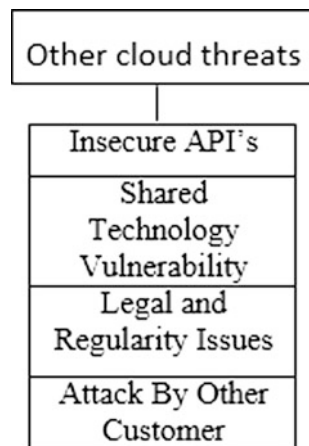 Other cloud threats
Insecure API's
Shared
Technology
Vulnerability
Legal and
Regularity Issues
Attack By Other
Customer